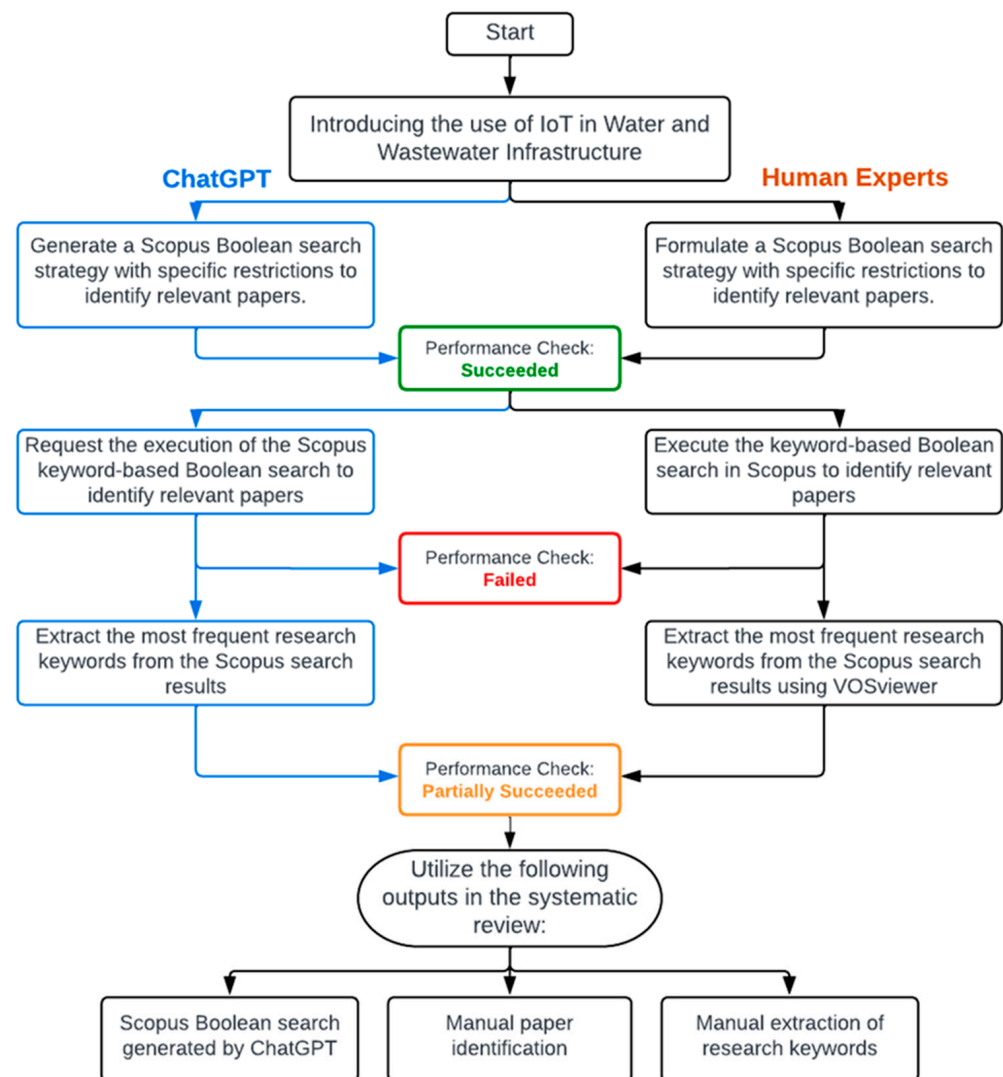 Start
Introducing the use of IoT in Water and
Wastewater Infrastructure
ChatGPT
Human Experts
Generate a Scopus Boolean search
strategy with specific restrictions to
identify relevant papers.
Formulate a Scopus Boolean search
strategy with specific restrictions to
identify relevant papers.
Performance Check:
Succeeded
Request the execution of the Scopus
keyword-based Boolean search to
identify relevant papers
Execute the keyword-based Boolean
search in Scopus to identify relevant
papers
Performance Check:
Failed
Extract the most frequent research
keywords from the Scopus search
results
Extract the most frequent research
keywords from the Scopus search
results using VOSviewer
Performance Check:
Partially Succeeded
Utilize the following
outputs in the systematic
review:
Scopus Boolean search
generated by ChatGPT
Manual paper
identification
Manual extraction of
research keywords